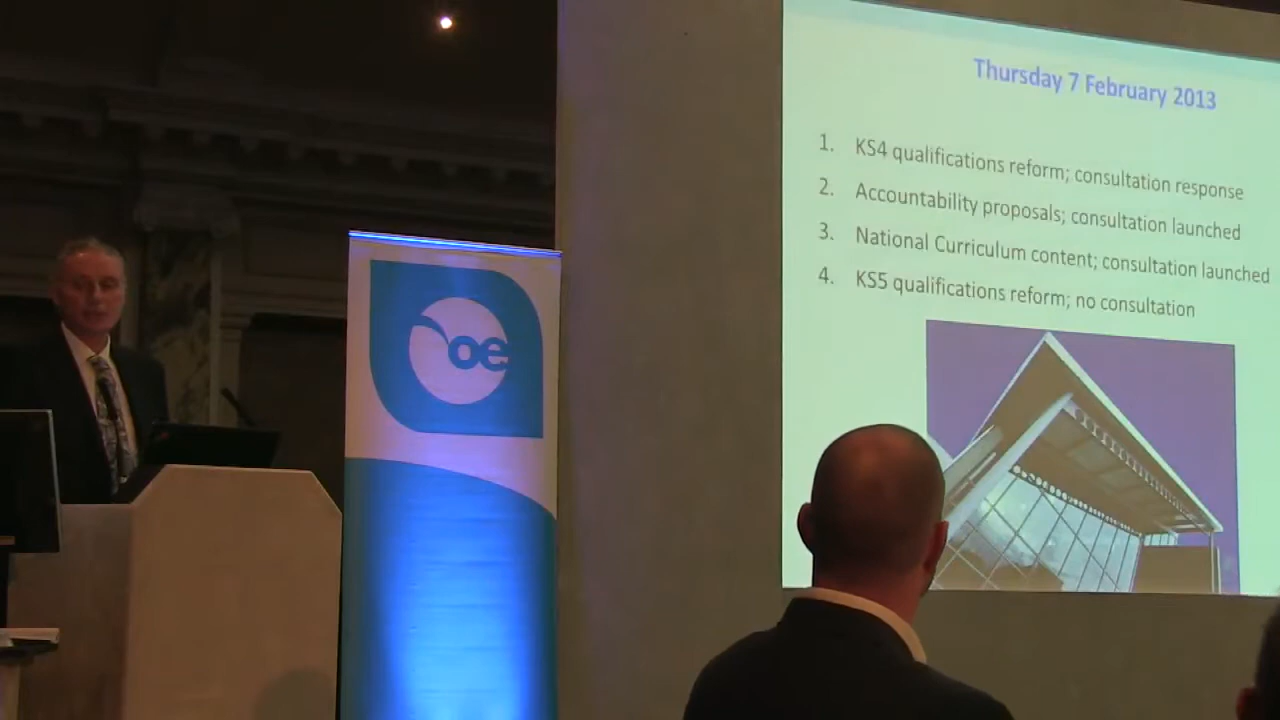 Thursday 7 February 2013
1. KS4 qualifications reform; consultation response
2. Accountability proposals; consultation launched
3. National Curriculum content; consultation launched
4. KS5 qualifications reform; no consultation
oe